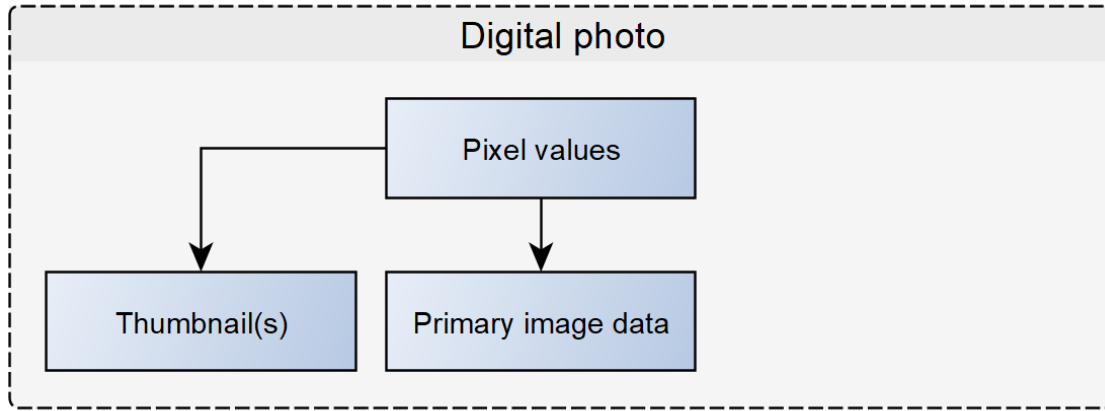 Digital photo
Pixel values
Thumbnail(s)
Primary image data